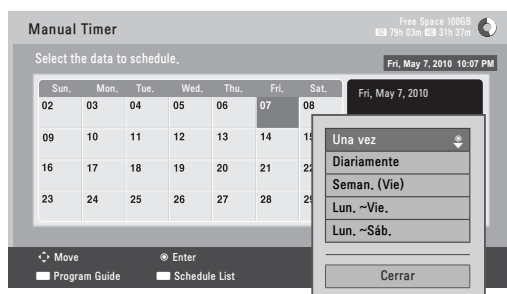 Manual Timer
Free Space 100GB
SD 79h 03m HD 31h 37m
Select the data to schedule.
Fri, May 7, 2010 10:07 PM
Sun. Mon. Tue. Wed. Thu. Fri. Sat.
Fri, May 7, 2010
02 03 04 05 06 07 08
09 10 11 12 13 14
16 17 18 19 20 21
23 24 25 26 27 28
Una vez
Diariamente
Seman. (Vie)
Lun. ~Vie.
Lun. ~Sáb.
Cerrar
Move Enter
Program Guide Schedule List